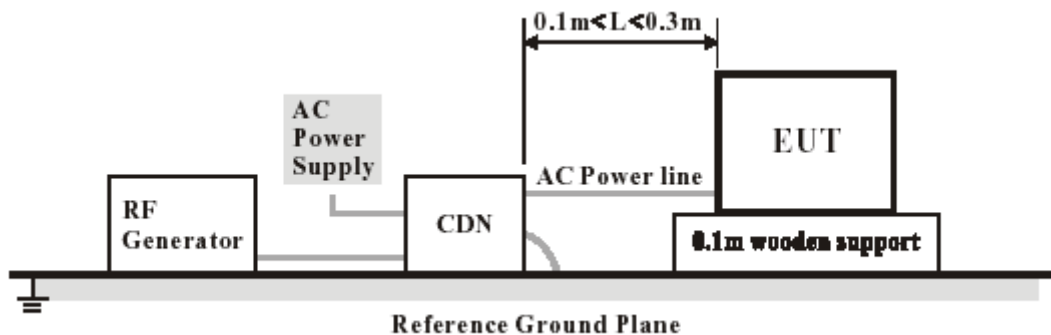 0.1m<L<0.3m
AC
Power
Supply
EUT
AC Power line
RF
Generator
CDN
0.1m wooden support
Reference Ground Plane